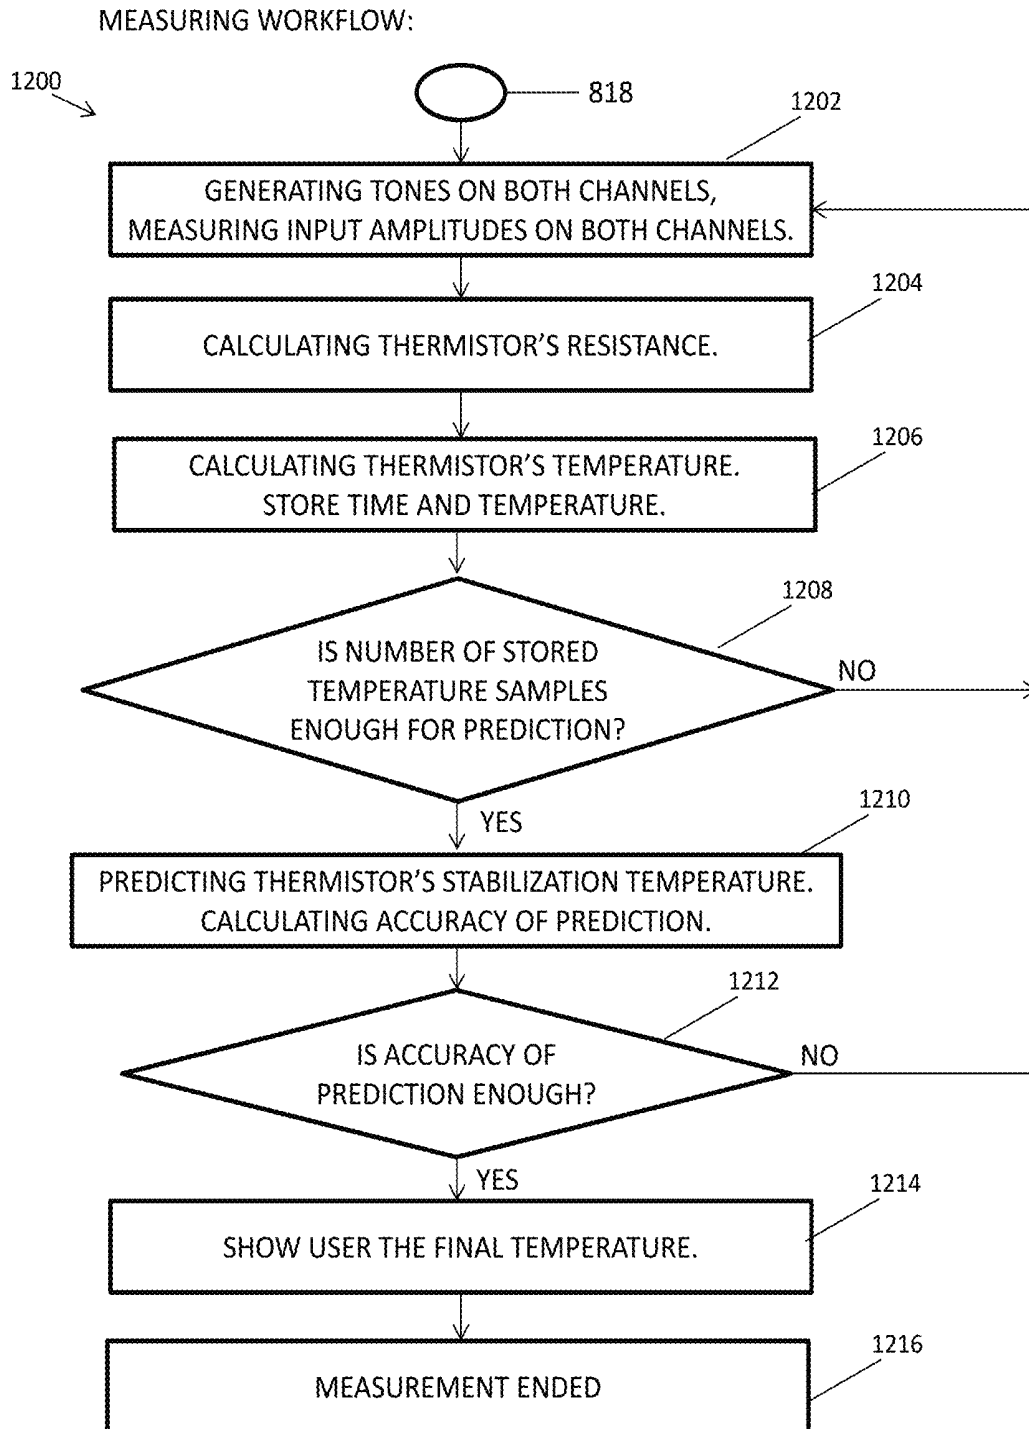 MEASURING WORKFLOW:
1200
818
1202
GENERATING TONES ON BOTH CHANNELS,
MEASURING INPUT AMPLITUDES ON BOTH CHANNELS.
1204
CALCULATING THERMISTOR'S RESISTANCE.
1206
CALCULATING THERMISTOR'S TEMPERATURE.
STORE TIME AND TEMPERATURE.
1208
IS NUMBER OF STORED
TEMPERATURE SAMPLES
ENOUGH FOR PREDICTION?
NO
YES
1210
PREDICTING THERMISTOR'S STABILIZATION TEMPERATURE.
CALCULATING ACCURACY OF PREDICTION.
1212
IS ACCURACY OF
PREDICTION ENOUGH?
NO
YES
1214
SHOW USER THE FINAL TEMPERATURE.
1216
MEASUREMENT ENDED